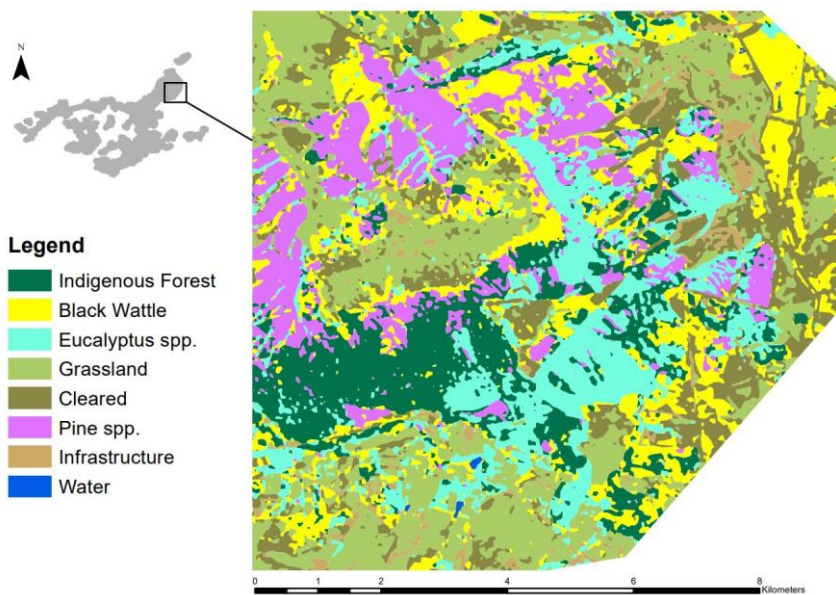 N
Legend
Indigenous Forest
Black Wattle
Eucalyptus spp.
Grassland
Cleared
Pine spp.
Infrastructure
Water
0 1 2 4 6 8
Kilometers